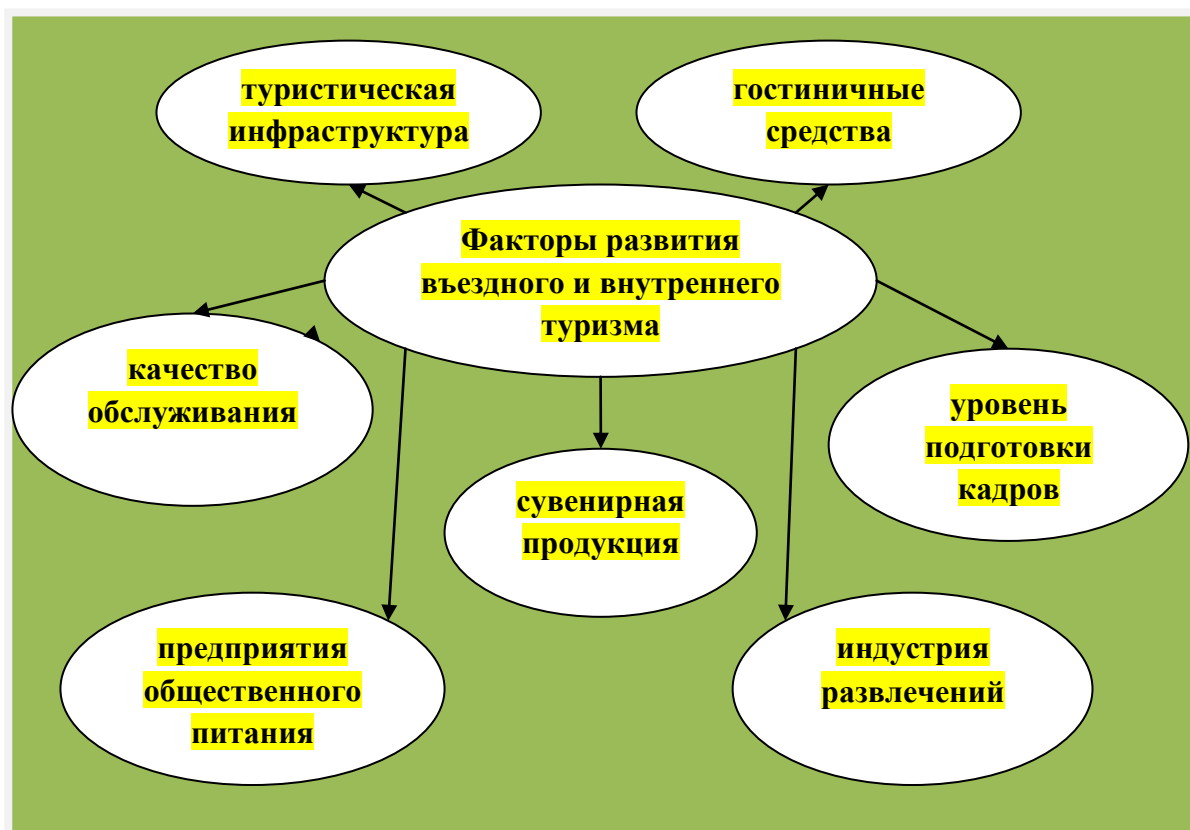 туристическая
инфраструктура
гостиничные
средства
Факторы развития
въездного и внутреннего
туризма
качество
обслуживания
уровень
подготовки
кадров
сувенирная
продукция
предприятия
общественного
питания
индустрия
развлечений